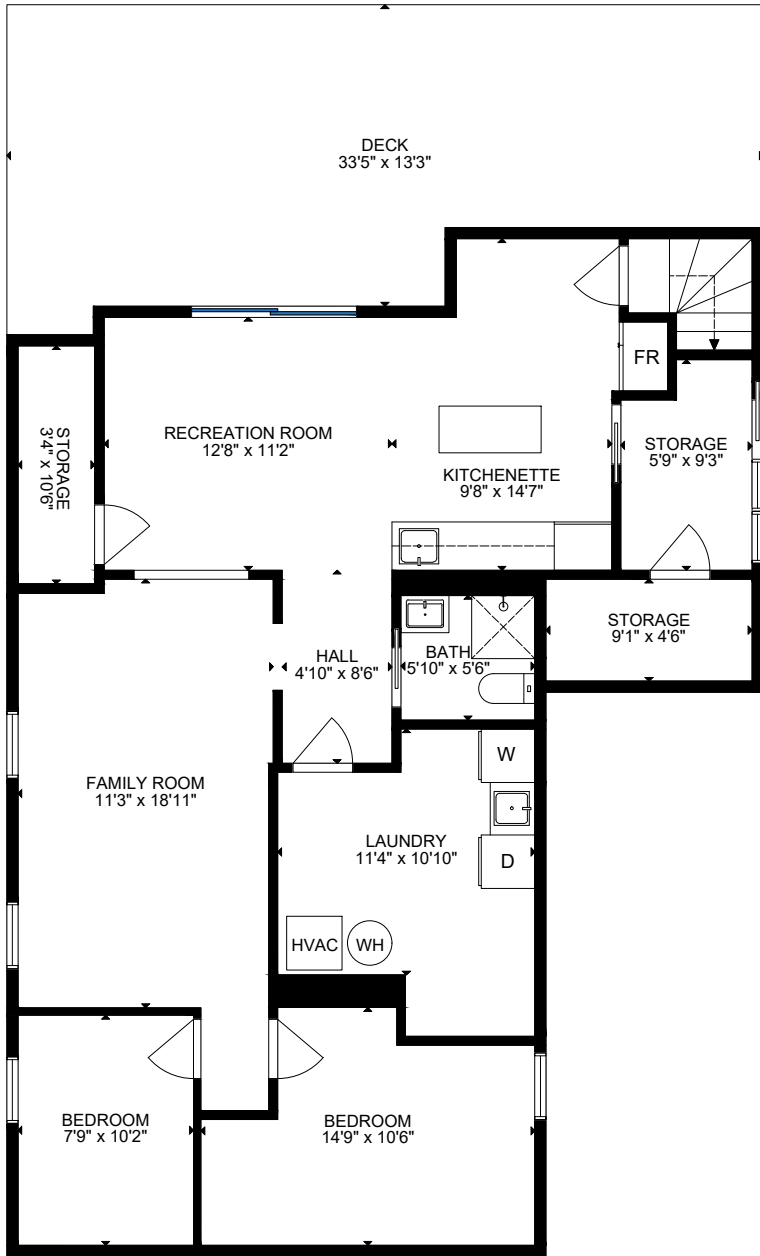 DECK
33'5" x 13'3"
FR
RECREATION ROOM
12'8" x 11'2"
STORAGE
3'4" x 10'6"
KITCHENETTE
9'8" x 14'7"
STORAGE
5'9" x 9'3"
STORAGE
9'1" x 4'6"
HALL
4'10" x 8'6"
BATH
5'10" x 5'6"
W
FAMILY ROOM
11'3" x 18'11"
LAUNDRY
11'4" x 10'10"
D
HVAC
WH
BEDROOM
7'9" x 10'2"
BEDROOM
14'9" x 10'6"